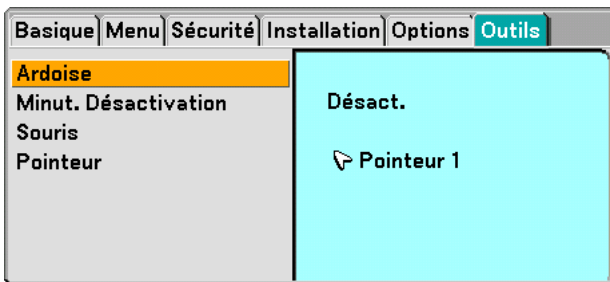 Basique Menu Sécurité Installation Options Outils
Ardoise
Minut. Désactivation Désact.
Souris
Pointeur Pointeur 1